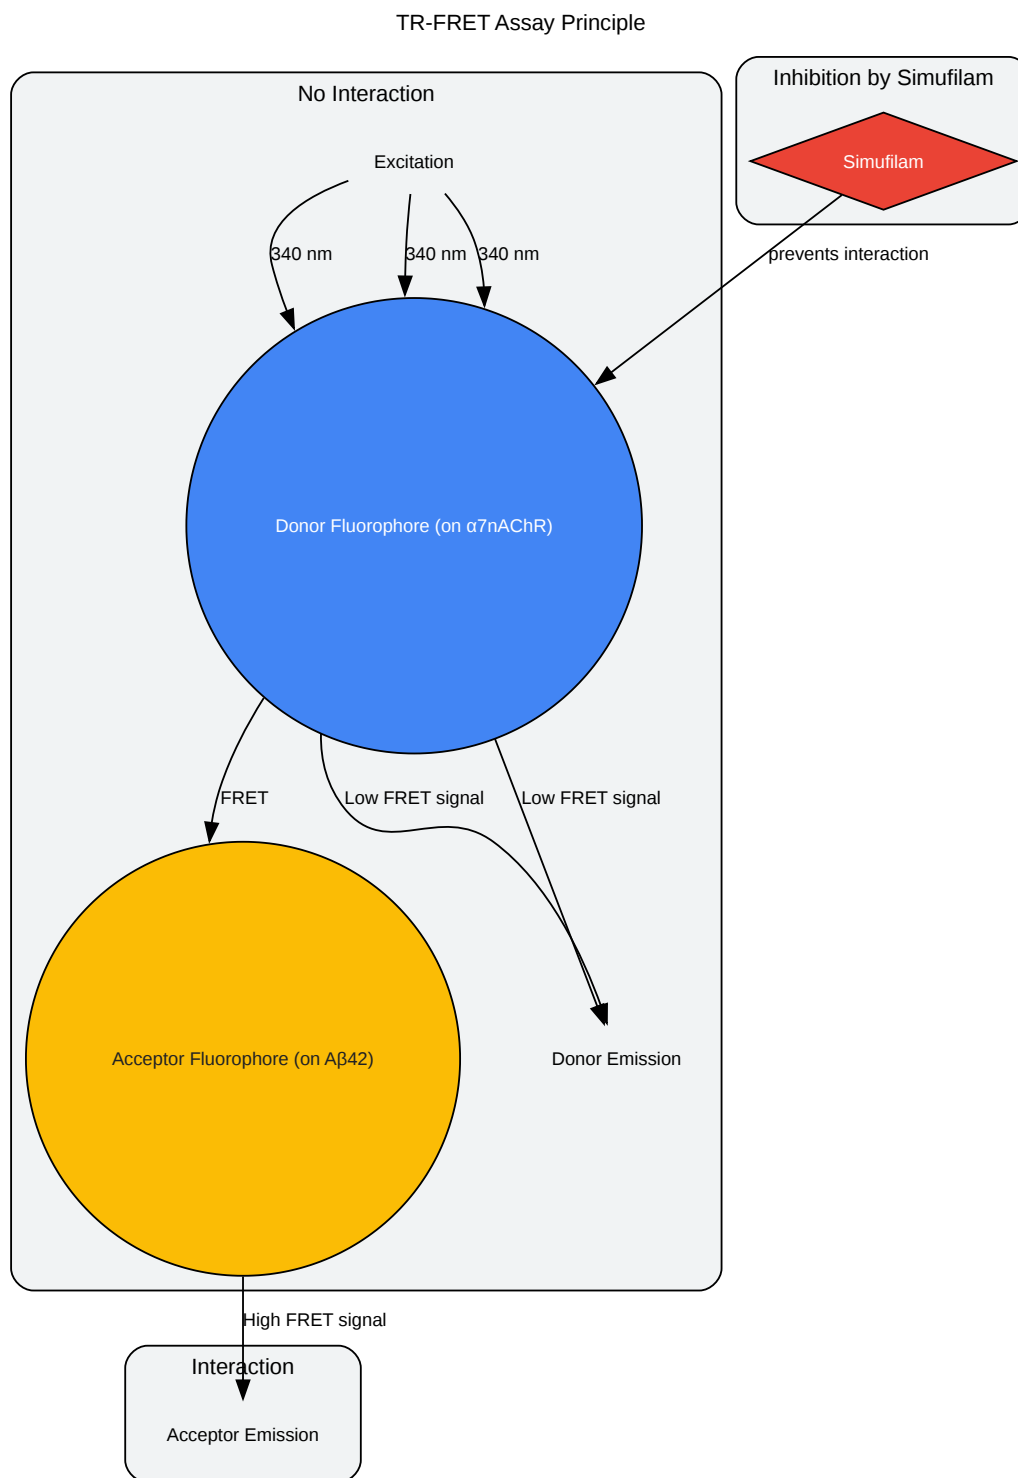 TR-FRET Assay Principle
No Interaction
Inhibition by Simufilam
Excitation
Simufilam
340 nm
340 nm
340 nm
prevents interaction
Donor Fluorophore (on α7nAChR)
FRET
Low FRET signal
Low FRET signal
Acceptor Fluorophore (on Aβ42)
Donor Emission
High FRET signal
Interaction
Acceptor Emission